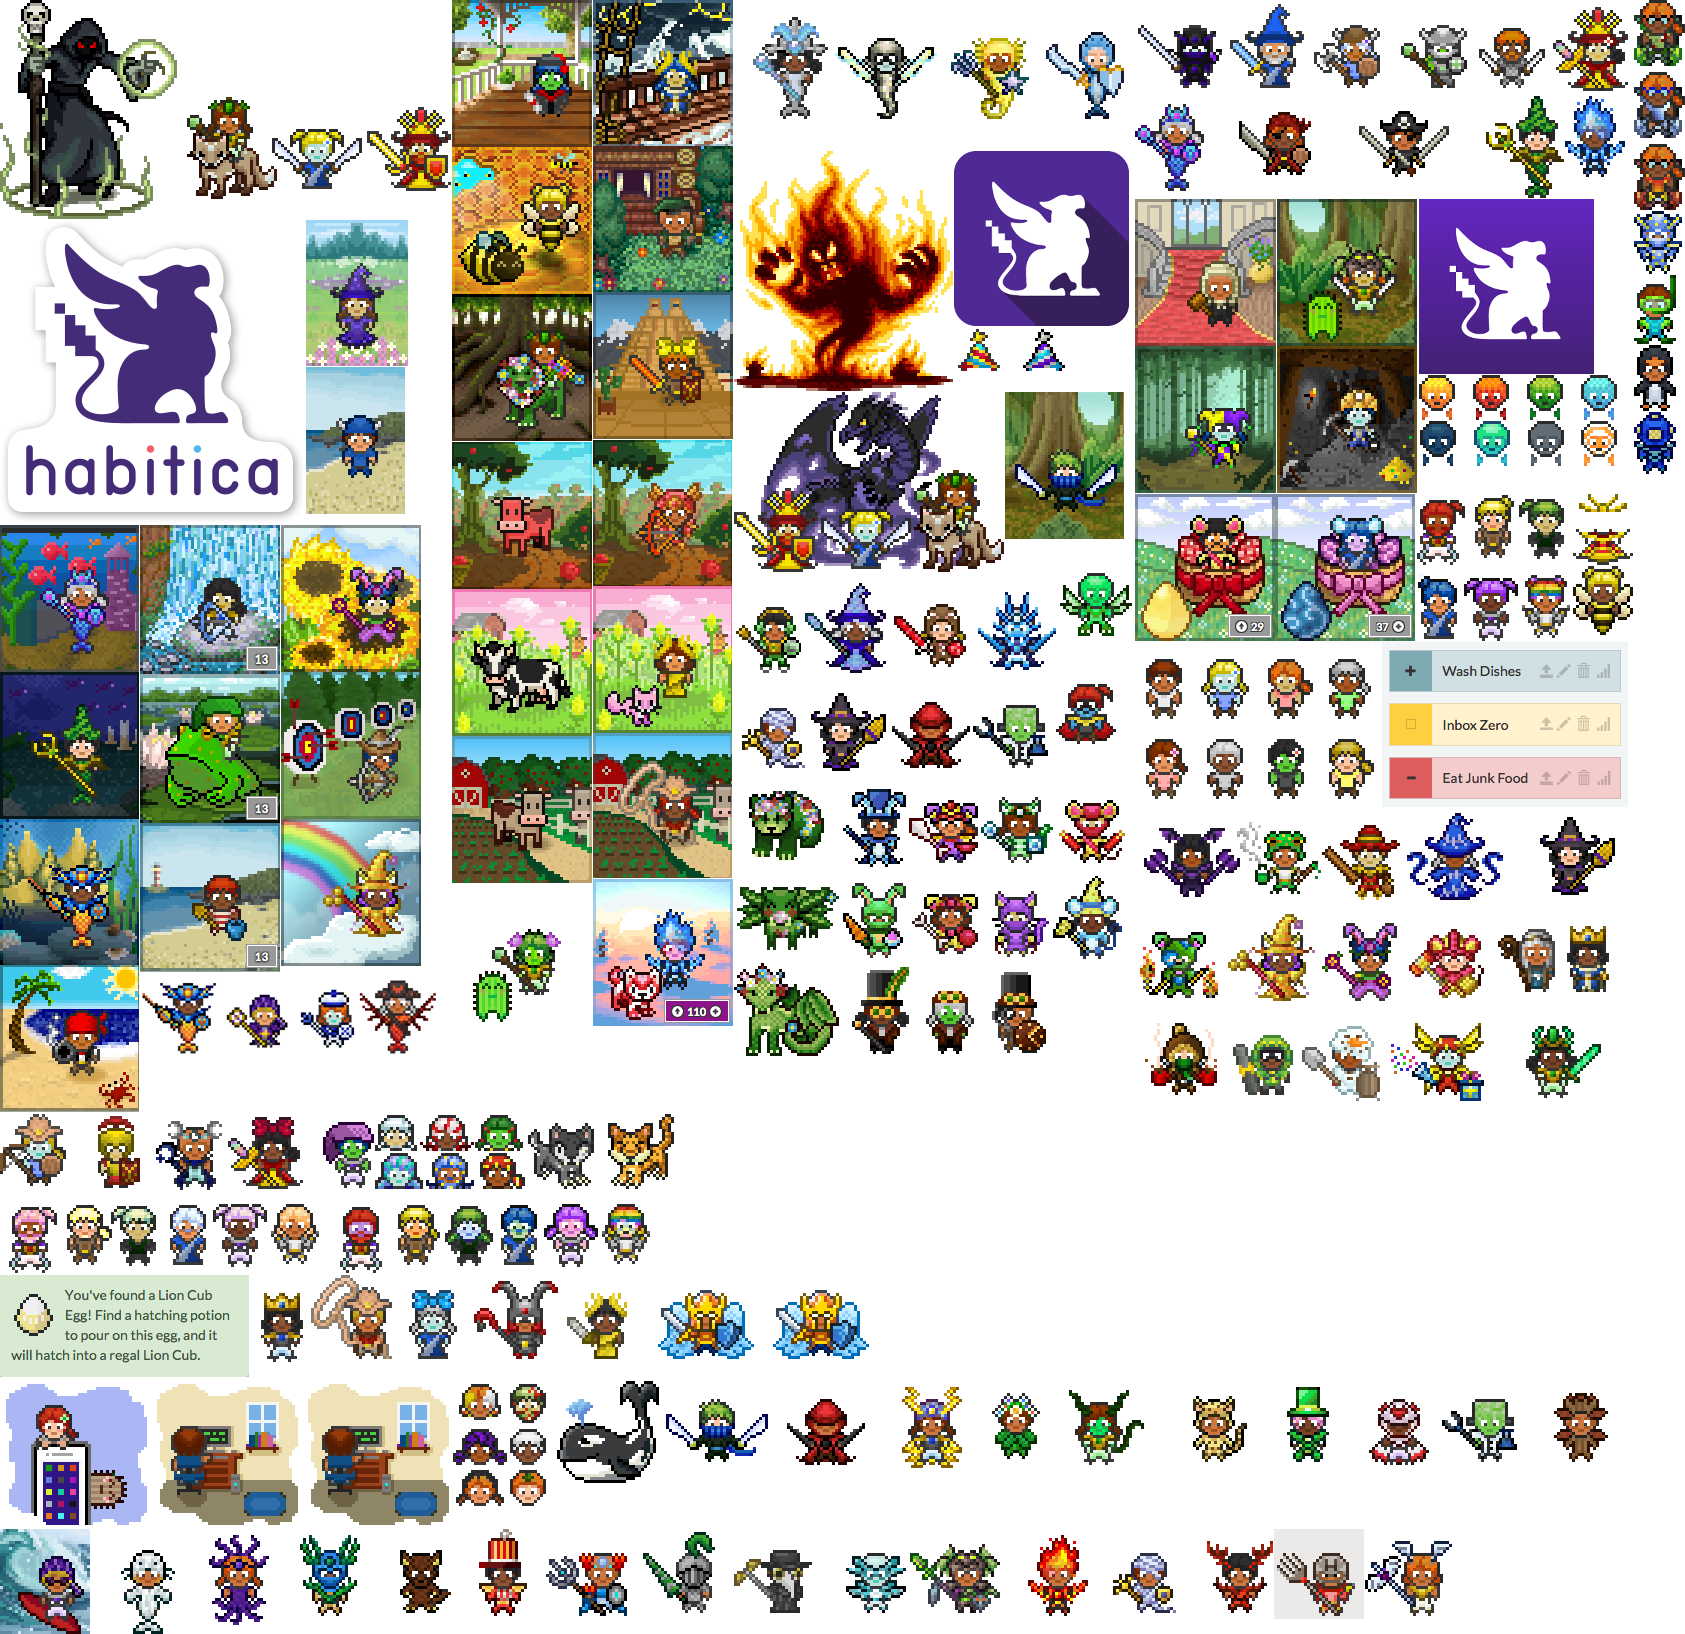 habitica
13
13
13
110
29
37
Wash Dishes
Inbox Zero
Eat Junk Food
You've found a Lion Cub
Egg! Find a hatching potion
to pour on this egg, and it
will hatch into a regal Lion Cub.